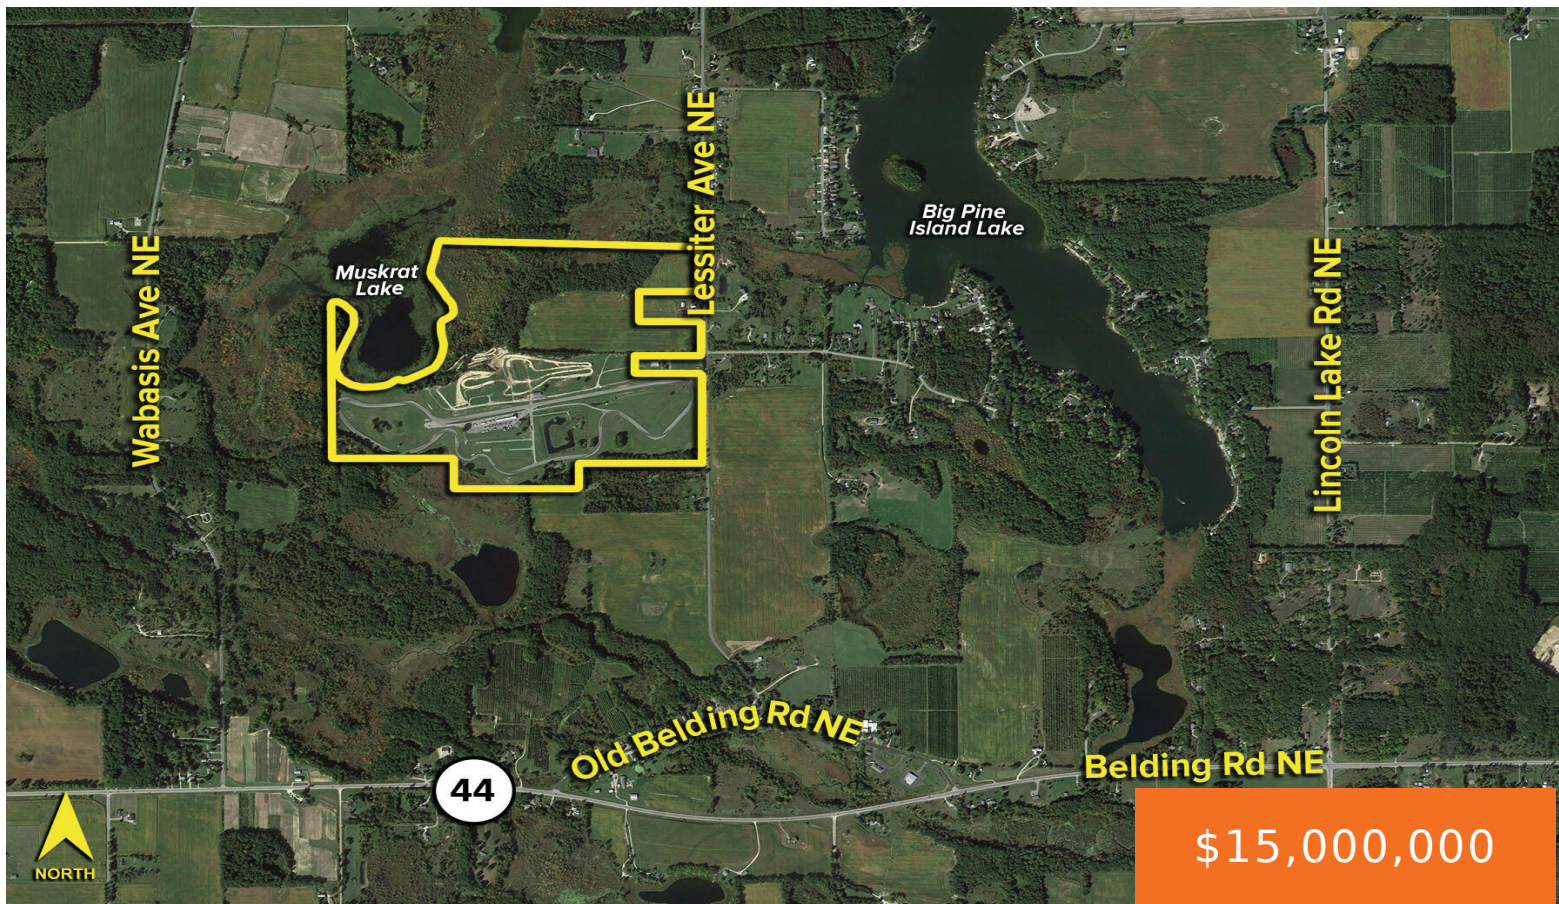 Lessiter Ave NE
Big Pine
Island Lake
Wabasis Ave NE
Muskrat
Lake
Lincoln Lake Rd NE
Old Belding Rd NE
Belding Rd NE
44
NORTH
$15,000,000